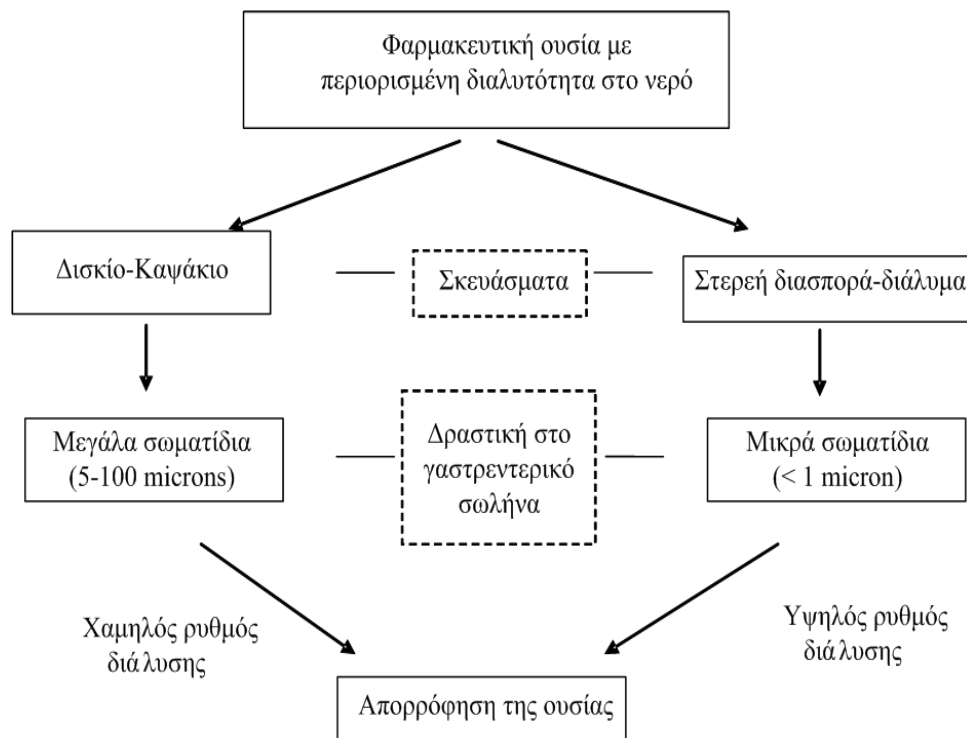 Φαρμακευτική ουσία με
περιορισμένη διαλυτότητα στο νερό
Δισκίο-Καψάκιο
Σκευάσματα
Στερεή διασπορά-διάλυμα
Μεγάλα σωματίδια
(5-100 microns)
Δραστική στο
γαστρεντερικό
σωλήνα
Μικρά σωματίδια
(< 1 micron)
Χαμηλός ρυθμός
διάλυσης
Υψηλός ρυθμός
διάλυσης
Απορρόφηση της ουσίας